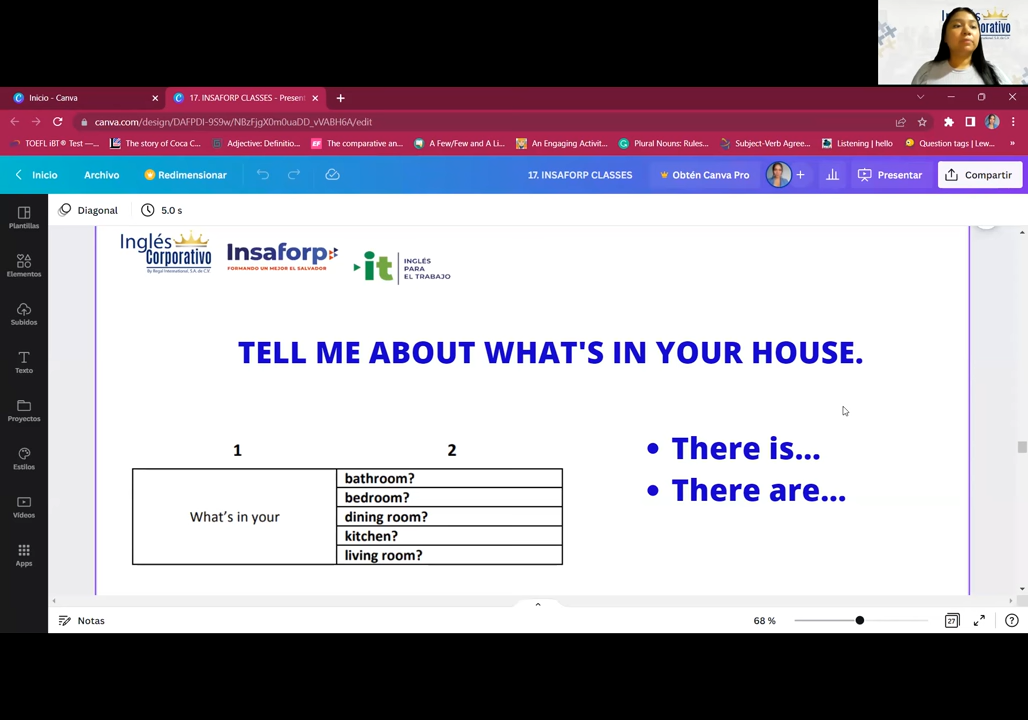 Inicio - Canva
17. INSAFORP CLASSES - Present
canva.com/design/DAFPDI-9S9w/N8zFjgX0m0uaDD_vVABH6A/edit
TOEFL iBT® Test —...
The story of Coca C...
Adjective: Definitio...
The comparative an...
A Few/Few and A Li...
An Engaging Activit...
Plural Nouns: Rules...
Subject-Verb Agree...
Listening | hello
Question tags | Lew...
Inicio
Archivo
Redimensionar
17. INSAFORP CLASSES
Obtén Canva Pro
Presentar
Compartir
Diagonal
5.0 s
Plantillas
Elementos
Subidos
Texto
Proyectos
Estilos
Videos
Apps
Inglés
Corporativo
By Regal International, S.A. de C.V.
Insaforp
FORMANDO UN MEJOR EL SALVADOR
it
INGLÉS
PARA
EL TRABAJO
TELL ME ABOUT WHAT'S IN YOUR HOUSE.
1 2
What's in your
bathroom?
bedroom?
dining room?
kitchen?
living room?
• There is...
• There are...
Notas
68 %
27